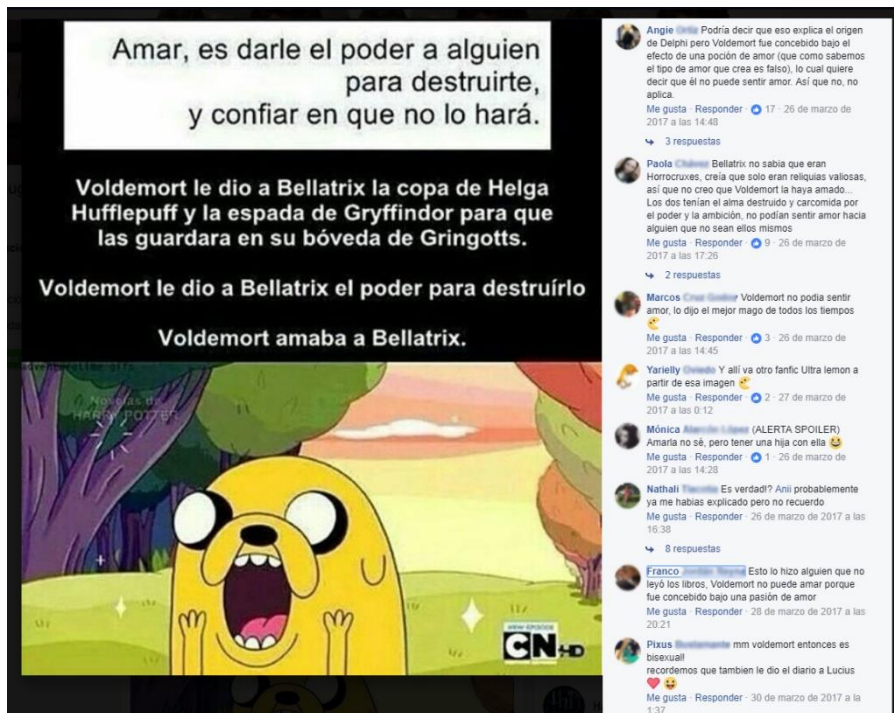 Amar, es darle el poder a alguien
para destruirte,
y confiar en que no lo hará.
Voldemort le dio a Bellatrix la copa de Helga
Hufflepuff y la espada de Gryffindor para que
las guardara en su bóveda de Gringotts.
Voldemort le dio a Bellatrix el poder para destruírlo
Voldemort amaba a Bellatrix.
adventuretime-gifs
Novelas de
HARRY POTTER
NEW EPISODE
CN HD
Angie Podría decir que eso explica el origen
de Delphi pero Voldemort fue concebido bajo el
efecto de una poción de amor (que como sabemos
el tipo de amor que crea es falso), lo cual quiere
decir que él no puede sentir amor. Así que no, no
aplica.
Me gusta · Responder · 17 · 26 de marzo de
2017 a las 14:48
3 respuestas
Paola Bellatrix no sabia que eran
Horrocruxes, creía que solo eran reliquias valiosas,
así que no creo que Voldemort la haya amado...
Los dos tenían el alma destruido y carcomida por
el poder y la ambición, no podían sentir amor hacia
alguien que no sean ellos mismos
Me gusta · Responder · 9 · 26 de marzo de
2017 a las 17:26
2 respuestas
Marcos Voldemort no podia sentir
amor, lo dijo el mejor mago de todos los tiempos
Me gusta · Responder · 3 · 26 de marzo de
2017 a las 14:45
Yarielly Y allí va otro fanfic Ultra lemon a
partir de esa imagen
Me gusta · Responder · 2 · 27 de marzo de
2017 a las 0:12
Mónica (ALERTA SPOILER)
Amarla no sè, pero tener una hija con ella
Me gusta · Responder · 1 · 26 de marzo de
2017 a las 14:28
Nathali Es verdad!? Anii probablemente
ya me habias explicado pero no recuerdo
Me gusta · Responder · 26 de marzo de 2017 a las
16:38
8 respuestas
Franco Esto lo hizo alguien que no
leyó los libros, Voldemort no puede amar porque
fue concebido bajo una pasión de amor
Me gusta · Responder · 28 de marzo de 2017 a las
20:21
Pixus mm voldemort entonces es
bisexual!
recordemos que tambien le dio el diario a Lucius
Me gusta · Responder · 30 de marzo de 2017 a la
1:37